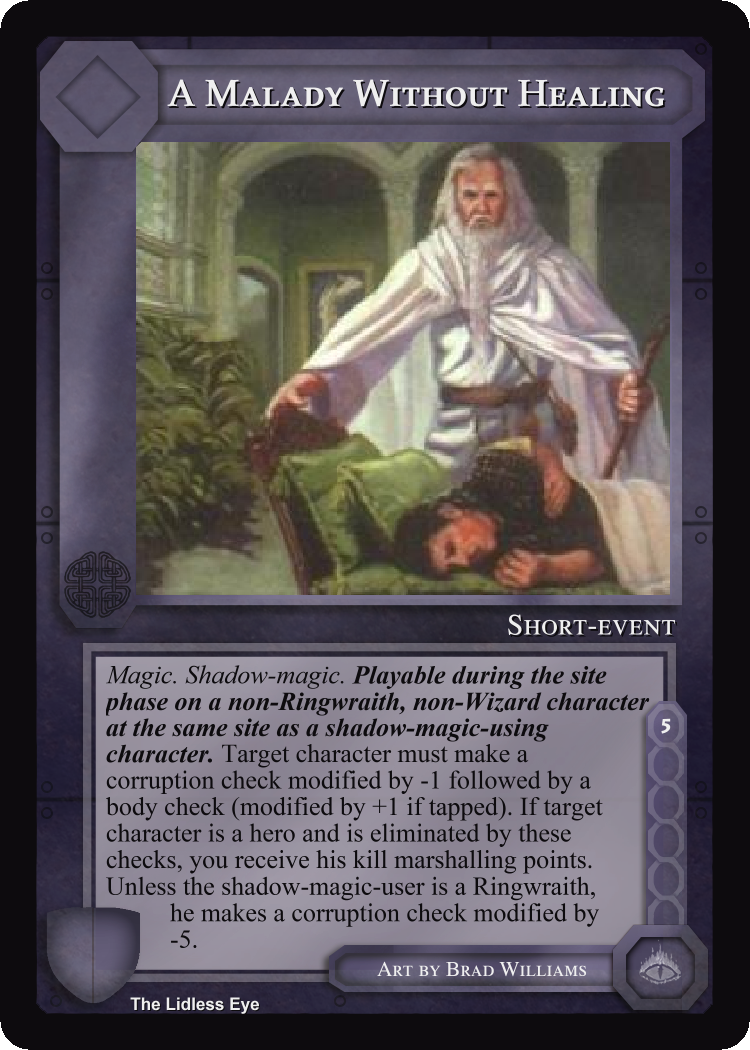 A Malady Without Healing
Short-event
Magic. Shadow-magic. Playable during the site
phase on a non-Ringwraith, non-Wizard character
at the same site as a shadow-magic-using
character. Target character must make a
corruption check modified by -1 followed by a
body check (modified by +1 if tapped). If target
character is a hero and is eliminated by these
checks, you receive his kill marshalling points.
Unless the shadow-magic-user is a Ringwraith,
he makes a corruption check modified by
-5.
5
Art by Brad Williams
The Lidless Eye